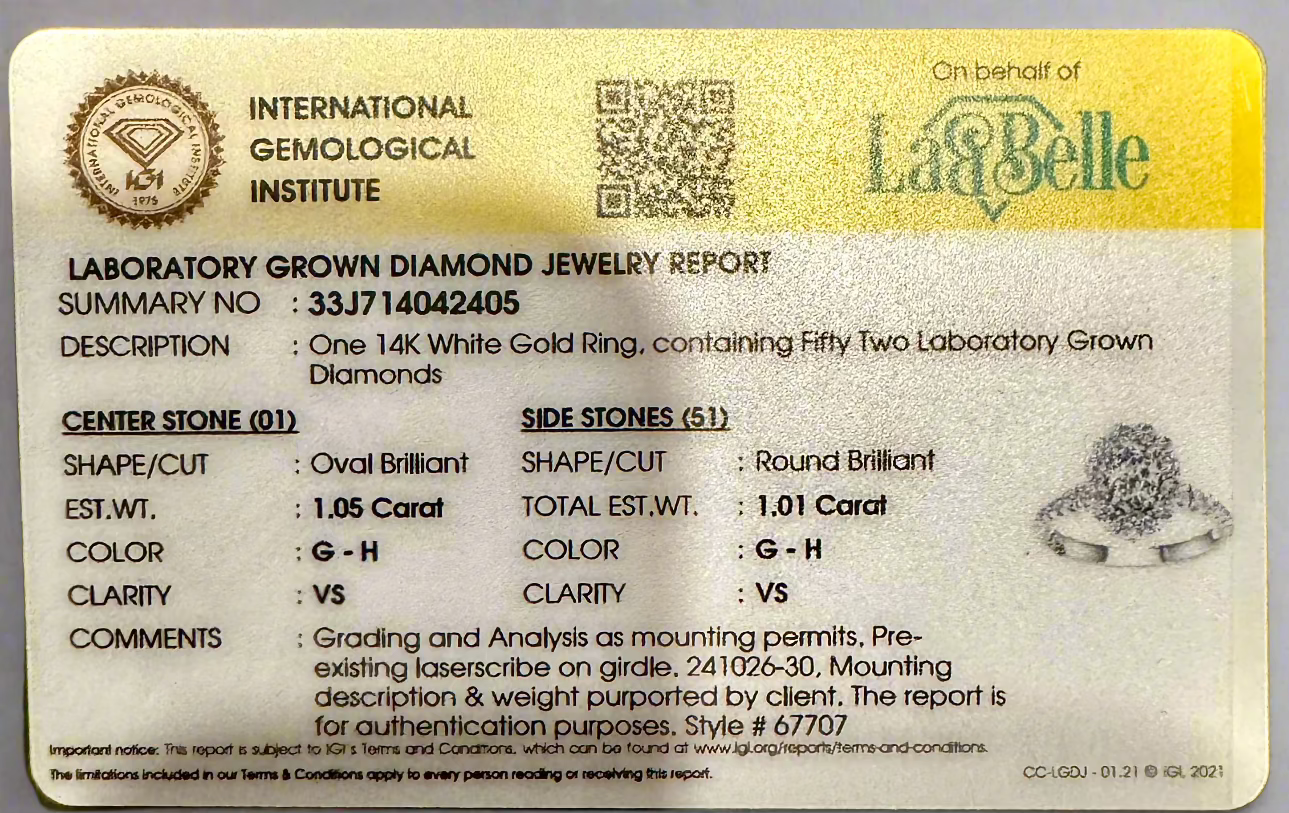 INTERNATIONAL GEMOLOGICAL INSTITUTE
IGI
1975
INTERNATIONAL
GEMOLOGICAL
INSTITUTE
On behalf of
Lab Belle
LABORATORY GROWN DIAMOND JEWELRY REPORT
SUMMARY NO : 33J714042405
DESCRIPTION : One 14K White Gold Ring, containing Fifty Two Laboratory Grown
Diamonds
CENTER STONE (01) SIDE STONES (51)
SHAPE/CUT : Oval Brilliant SHAPE/CUT : Round Brilliant
EST.WT. : 1.05 Carat TOTAL EST.WT. : 1.01 Carat
COLOR : G - H COLOR : G - H
CLARITY : VS CLARITY : VS
COMMENTS : Grading and Analysis as mounting permits, Pre-
existing laserscribe on girdle. 241026-30, Mounting
description & weight purported by client. The report is
for authentication purposes. Style # 67707
Important notice: This report is subject to IGI's Terms and Conditions, which can be found at www.igi.org/reports/terms-and-conditions.
The limitations included in our Terms & Conditions apply to every person reading or receiving this report.
CC-LGDJ - 01.21 © IGI, 2021